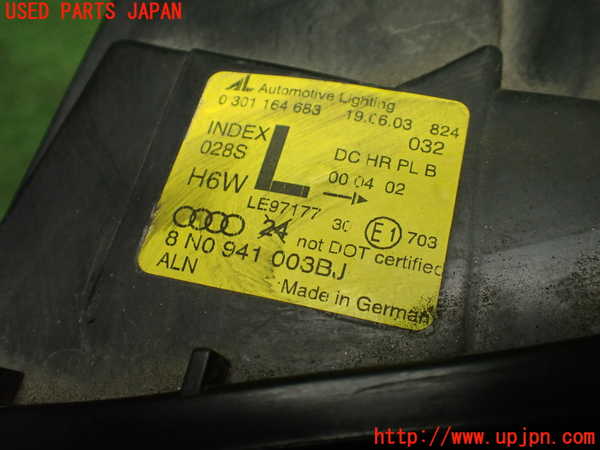 USED PARTS JAPAN
AL Automotive Lighting
0 301 164 683 19.06.03 824
INDEX L 032
028S DC HR PL B
H6W 00 04 02
LE97177 30 E1 703
24 not DOT certified
8 N0 941 003BJ
ALN Made in German
http://www.upjpn.com/